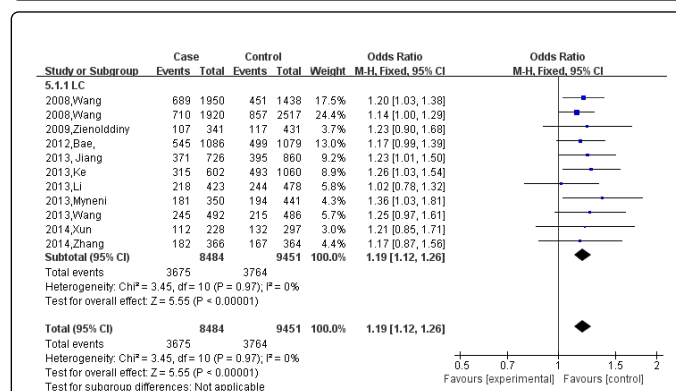 Case Control Odds Ratio Odds Ratio
Study or Subgroup Events Total Events Total Weight M-H, Fixed, 95% CI M-H, Fixed, 95% CI
5.1.1 LC
2008,Wang 689 1950 451 1438 17.5% 1.20 [1.03, 1.38]
2008,Wang 710 1920 857 2517 24.4% 1.14 [1.00, 1.29]
2009,Zienolddiny 107 341 117 431 3.7% 1.23 [0.90, 1.68]
2012,Bae, 545 1086 499 1079 13.0% 1.17 [0.99, 1.39]
2013, Jiang 371 726 395 860 9.2% 1.23 [1.01, 1.50]
2013,Ke 315 602 493 1060 8.8% 1.26 [1.03, 1.54]
2013,Li 218 423 244 478 5.7% 1.02 [0.78, 1.32]
2013,Myneni 181 350 194 441 4.3% 1.36 [1.03, 1.81]
2013,Wang 245 492 215 486 5.6% 1.25 [0.97, 1.61]
2014,Xun 112 228 132 297 3.0% 1.21 [0.85, 1.71]
2014,Zhang 182 366 167 364 4.4% 1.17 [0.87, 1.56]
Subtotal (95% CI) 8484 9451 100.0% 1.19 [1.12, 1.26]
Total events 3675 3764
Heterogeneity: Chi² = 3.45, df = 10 (P = 0.97); I² = 0%
Test for overall effect: Z = 5.55 (P < 0.00001)
Total (95% CI) 8484 9451 100.0% 1.19 [1.12, 1.26]
Total events 3675 3764
Heterogeneity: Chi² = 3.45, df = 10 (P = 0.97); I² = 0%
Test for overall effect: Z = 5.55 (P < 0.00001)
Test for subgroup differences: Not applicable
0.5 0.7 1 1.5 2
Favours [experimental] Favours [control]